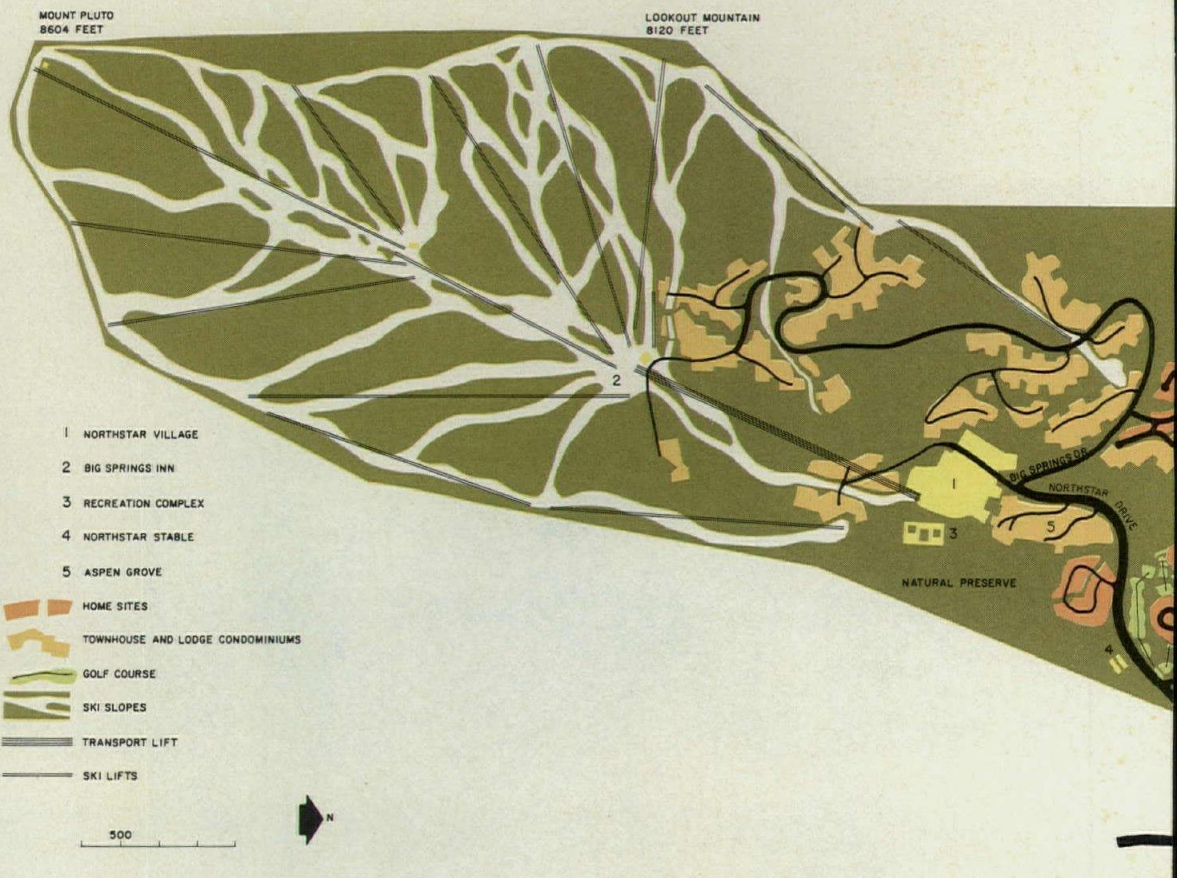 MOUNT PLUTO
8604 FEET
LOOKOUT MOUNTAIN
8120 FEET
2
1
BIG SPRINGS DR.
NORTHSTAR DRIVE
3
5
NATURAL PRESERVE
4
1 NORTHSTAR VILLAGE
2 BIG SPRINGS INN
3 RECREATION COMPLEX
4 NORTHSTAR STABLE
5 ASPEN GROVE
HOME SITES
TOWNHOUSE AND LODGE CONDOMINIUMS
GOLF COURSE
SKI SLOPES
TRANSPORT LIFT
SKI LIFTS
N
500